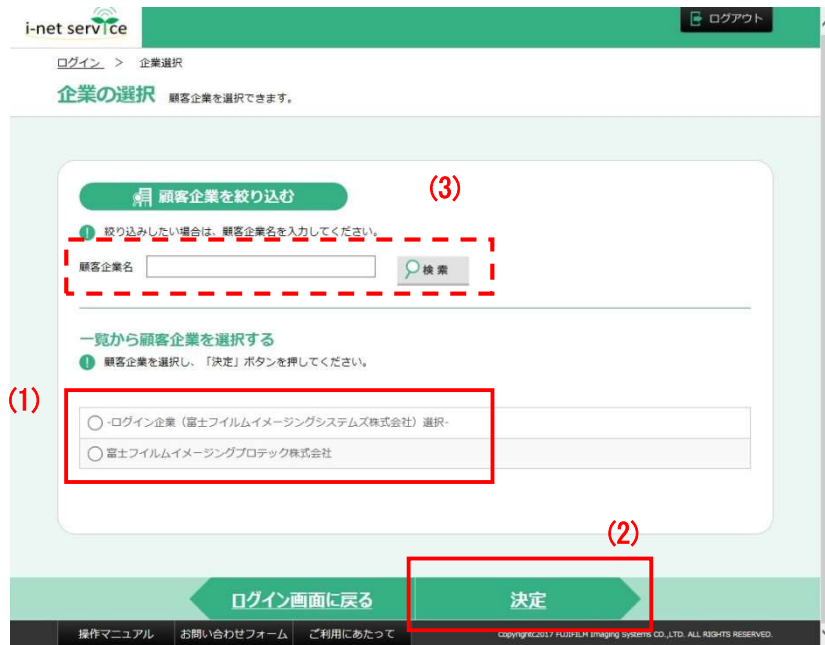 i-net service
ログアウト
ログイン > 企業選択
企業の選択 顧客企業を選択できます。
顧客企業を絞り込む
(3)
絞り込みしたい場合は、顧客企業名を入力してください。
顧客企業名 検索
一覧から顧客企業を選択する
顧客企業を選択し、「決定」ボタンを押してください。
(1)
-ログイン企業（富士フイルムイメージングシステムズ株式会社）選択-
富士フイルムイメージングプロテック株式会社
(2)
ログイン画面に戻る 決定
操作マニュアル お問い合わせフォーム ご利用にあたって Copyrightc2017 FUJIFILM Imaging Systems CO.,LTD. ALL RIGHTS RESERVED.